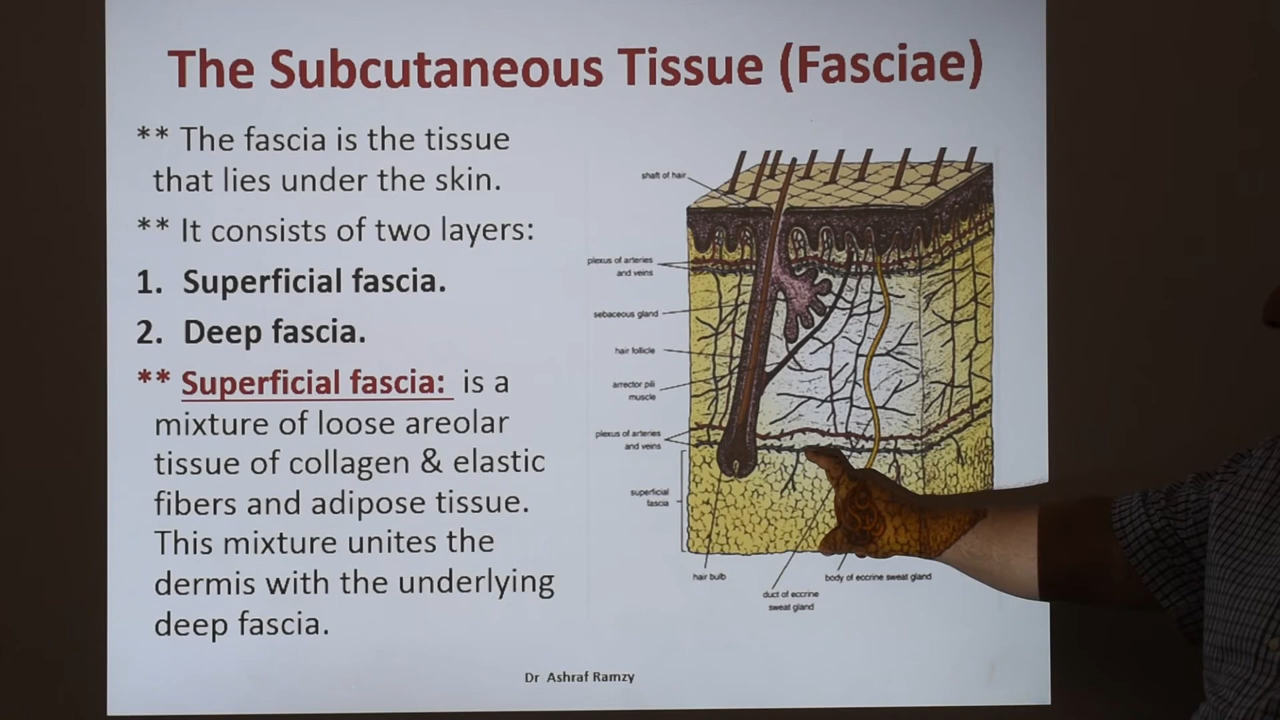 The Subcutaneous Tissue (Fasciae)
** The fascia is the tissue
that lies under the skin.
** It consists of two layers:
1. Superficial fascia.
2. Deep fascia.
** Superficial fascia: is a
mixture of loose areolar
tissue of collagen & elastic
fibers and adipose tissue.
This mixture unites the
dermis with the underlying
deep fascia.
shaft of hair
plexus of arteries
and veins
sebaceous gland
hair follicle
arrector pili
muscle
plexus of arteries
and veins
superficial
fascia
hair bulb
body of eccrine sweat gland
duct of eccrine
sweat gland
Dr Ashraf Ramzy